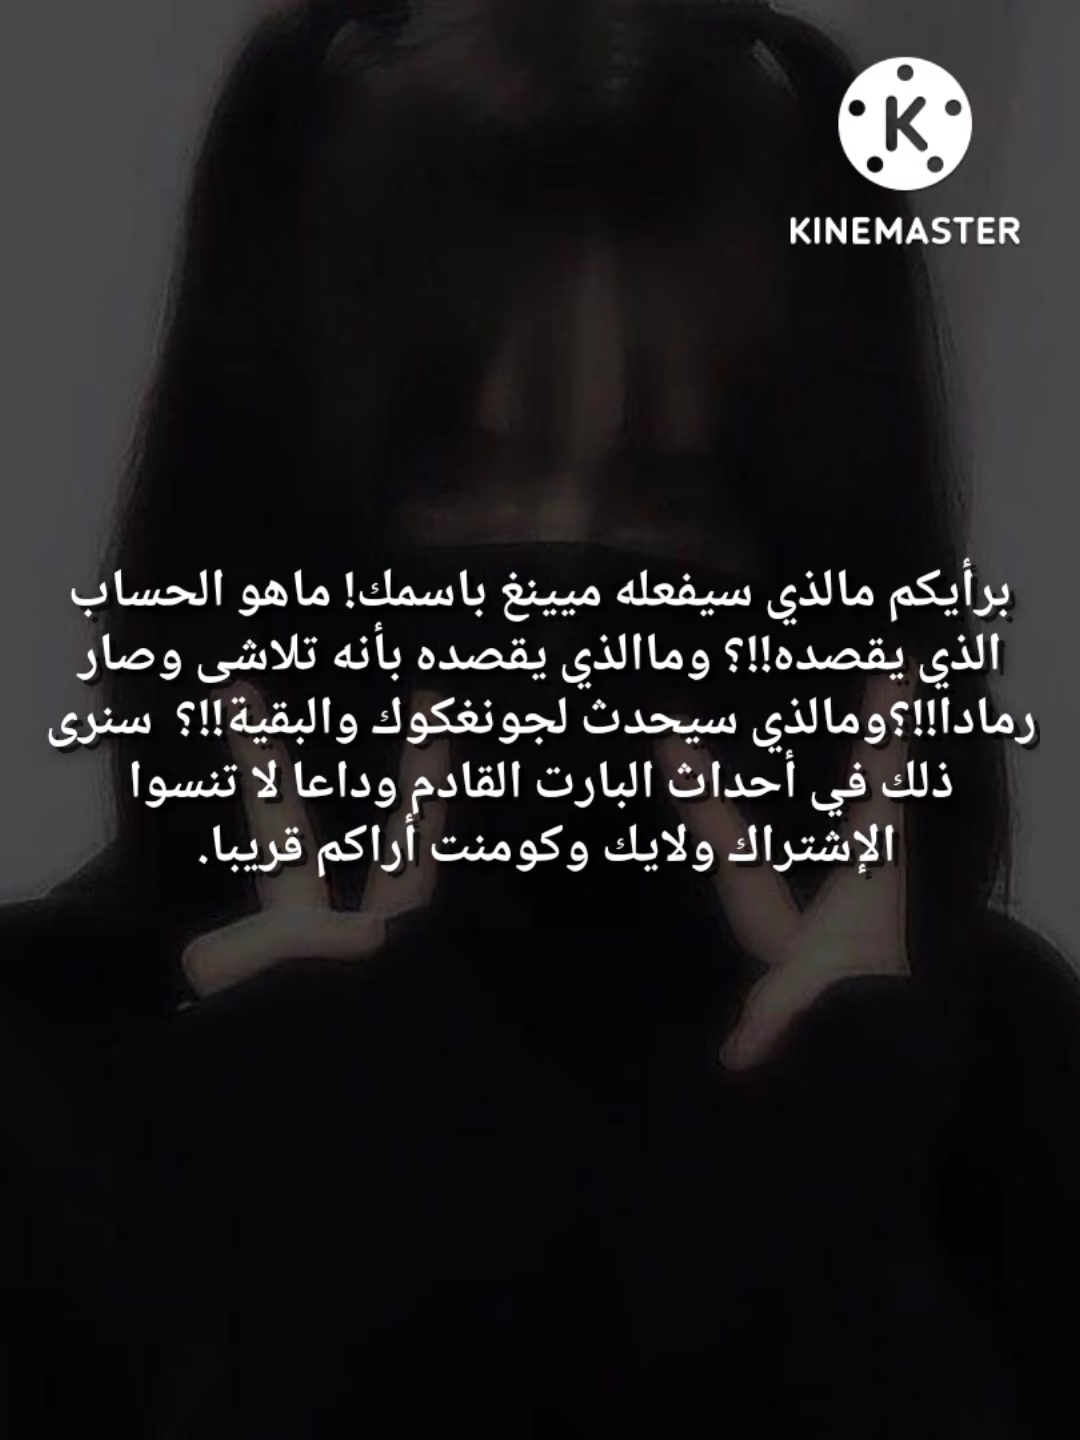 K
KINEMASTER
برأيكم مالذي سيفعله ميينغ باسمك! ماهو الحساب
الذي يقصده!!؟ وماالذي يقصده بأنه تلاشى وصار
رمادا!!!؟ومالذي سيحدث لجونغكوك والبقية!!؟ سنرى
ذلك في أحداث البارت القادم وداعا لا تنسوا
الإشتراك ولايك وكومنت أراكم قريبا.